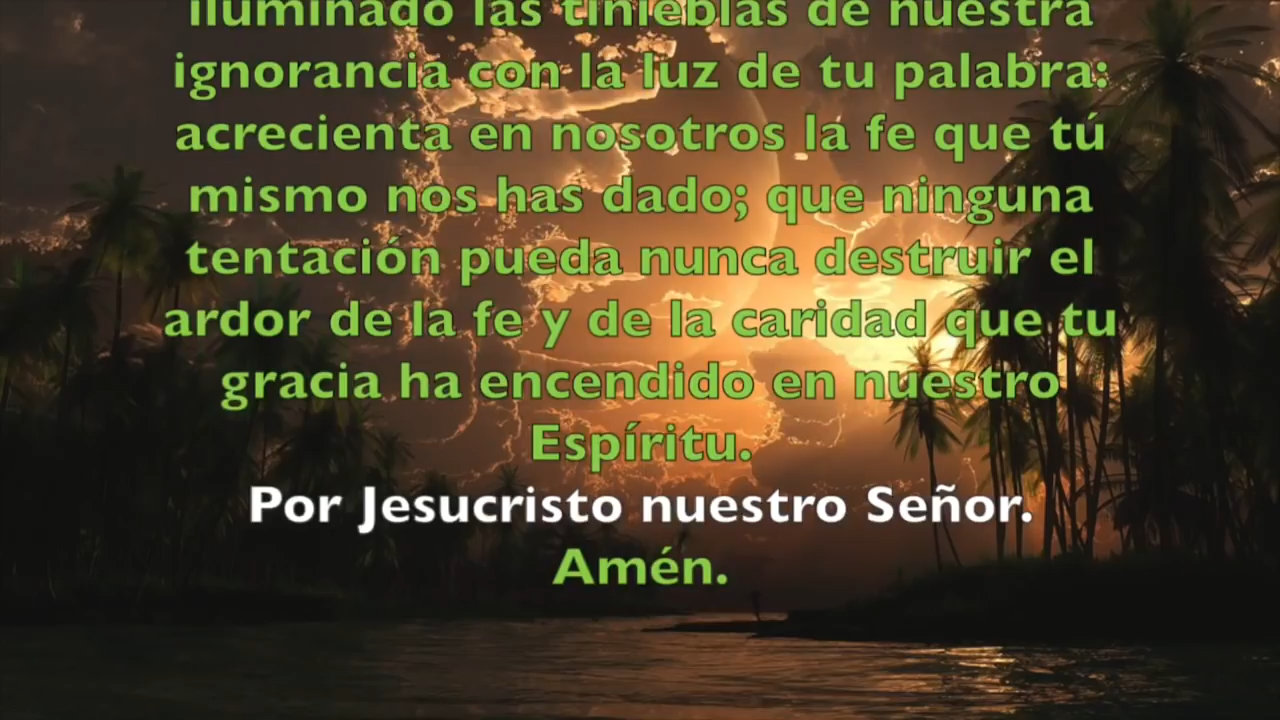 iluminado las tinieblas de nuestra
ignorancia con la luz de tu palabra:
acrecienta en nosotros la fe que tú
mismo nos has dado; que ninguna
tentación pueda nunca destruir el
ardor de la fe y de la caridad que tu
gracia ha encendido en nuestro
Espíritu.
Por Jesucristo nuestro Señor.
Amén.